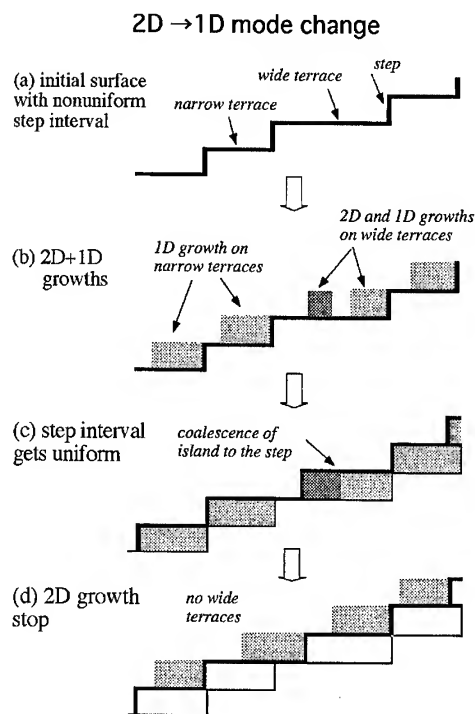 2D →1D mode change
(a) initial surface
with nonuniform
step interval
narrow terrace
wide terrace
step
(b) 2D+1D
growths
1D growth on
narrow terraces
2D and 1D growths
on wide terraces
(c) step interval
gets uniform
coalescence of
island to the step
(d) 2D growth
stop
no wide
terraces